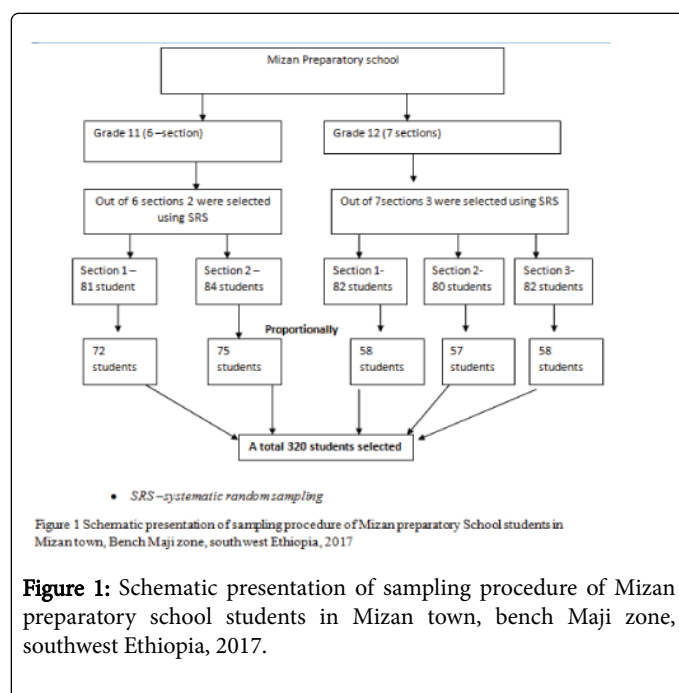 Mizan Preparatory school
Grade 11 (6 –section)
Grade 12 (7 sections)
Out of 6 sections 2 were selected
using SRS
Out of 7sections 3 were selected using SRS
Section 1 –
81 student
Section 2 –
84 students
Section 1-
82 students
Section 2-
80 students
Section 3-
82 students
Proportionally
72
students
75
students
58
students
57
students
58
students
A total 320 students selected
• SRS –systematic random sampling
Figure 1 Schematic presentation of sampling procedure of Mizan preparatory School students in
Mizan town, Bench Maji zone, south west Ethiopia, 2017
Figure 1: Schematic presentation of sampling procedure of Mizan
preparatory school students in Mizan town, bench Maji zone,
southwest Ethiopia, 2017.